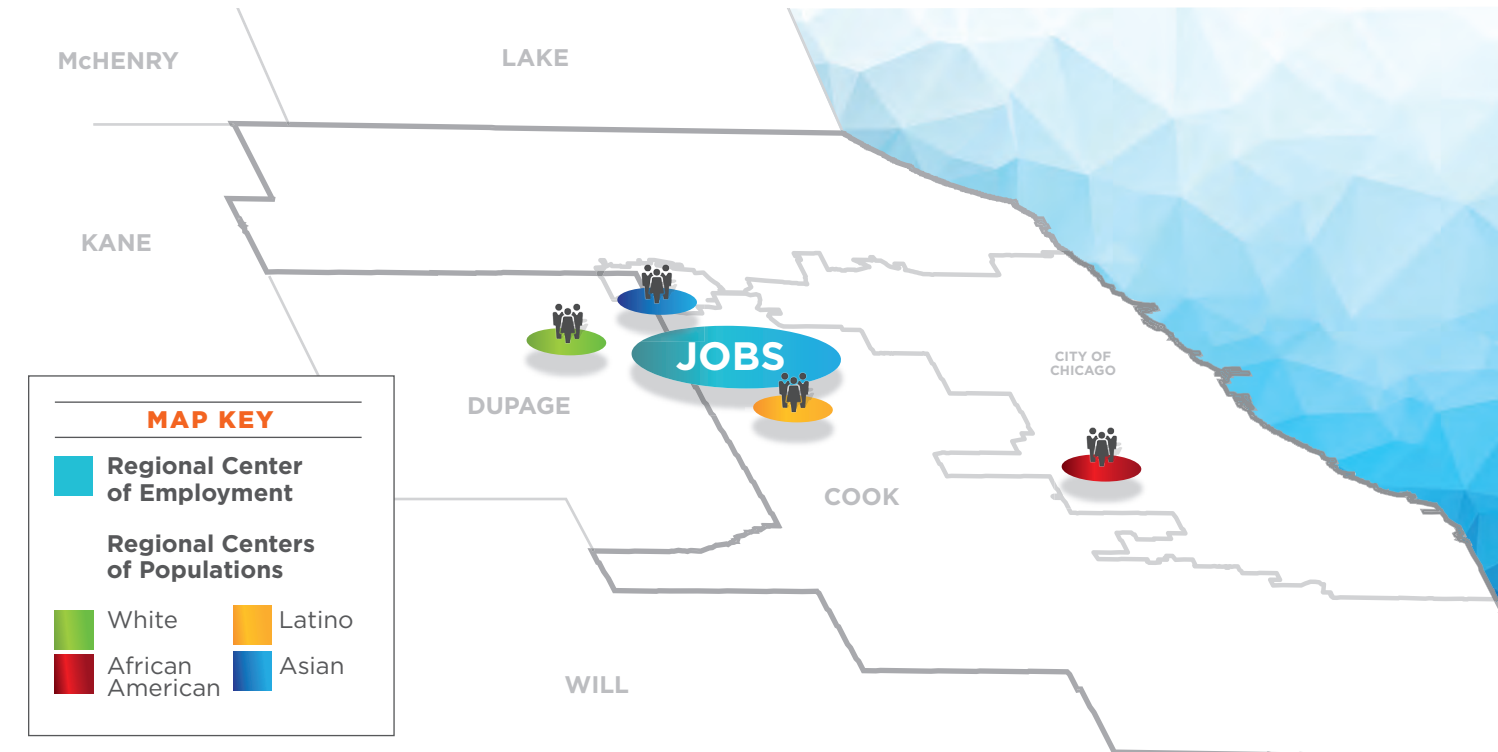 McHENRY
LAKE
KANE
JOBS
CITY OF
CHICAGO
DUPAGE
COOK
WILL
MAP KEY
Regional Center
of Employment
Regional Centers
of Populations
White
Latino
African
American
Asian